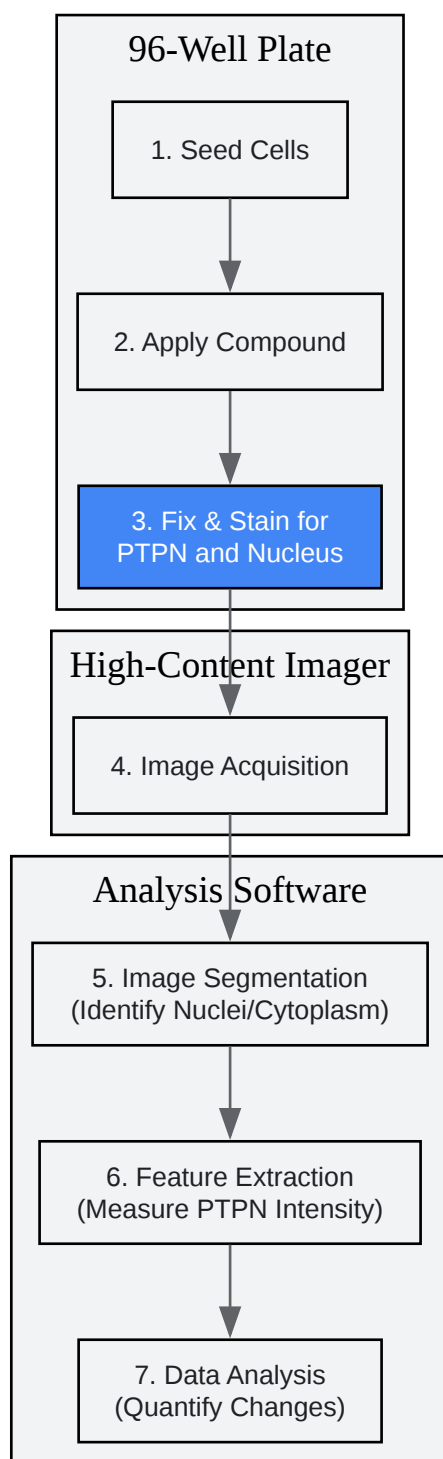 96-Well Plate
1. Seed Cells
2. Apply Compound
3. Fix & Stain for
PTPN and Nucleus
High-Content Imager
4. Image Acquisition
Analysis Software
5. Image Segmentation
(Identify Nuclei/Cytoplasm)
6. Feature Extraction
(Measure PTPN Intensity)
7. Data Analysis
(Quantify Changes)